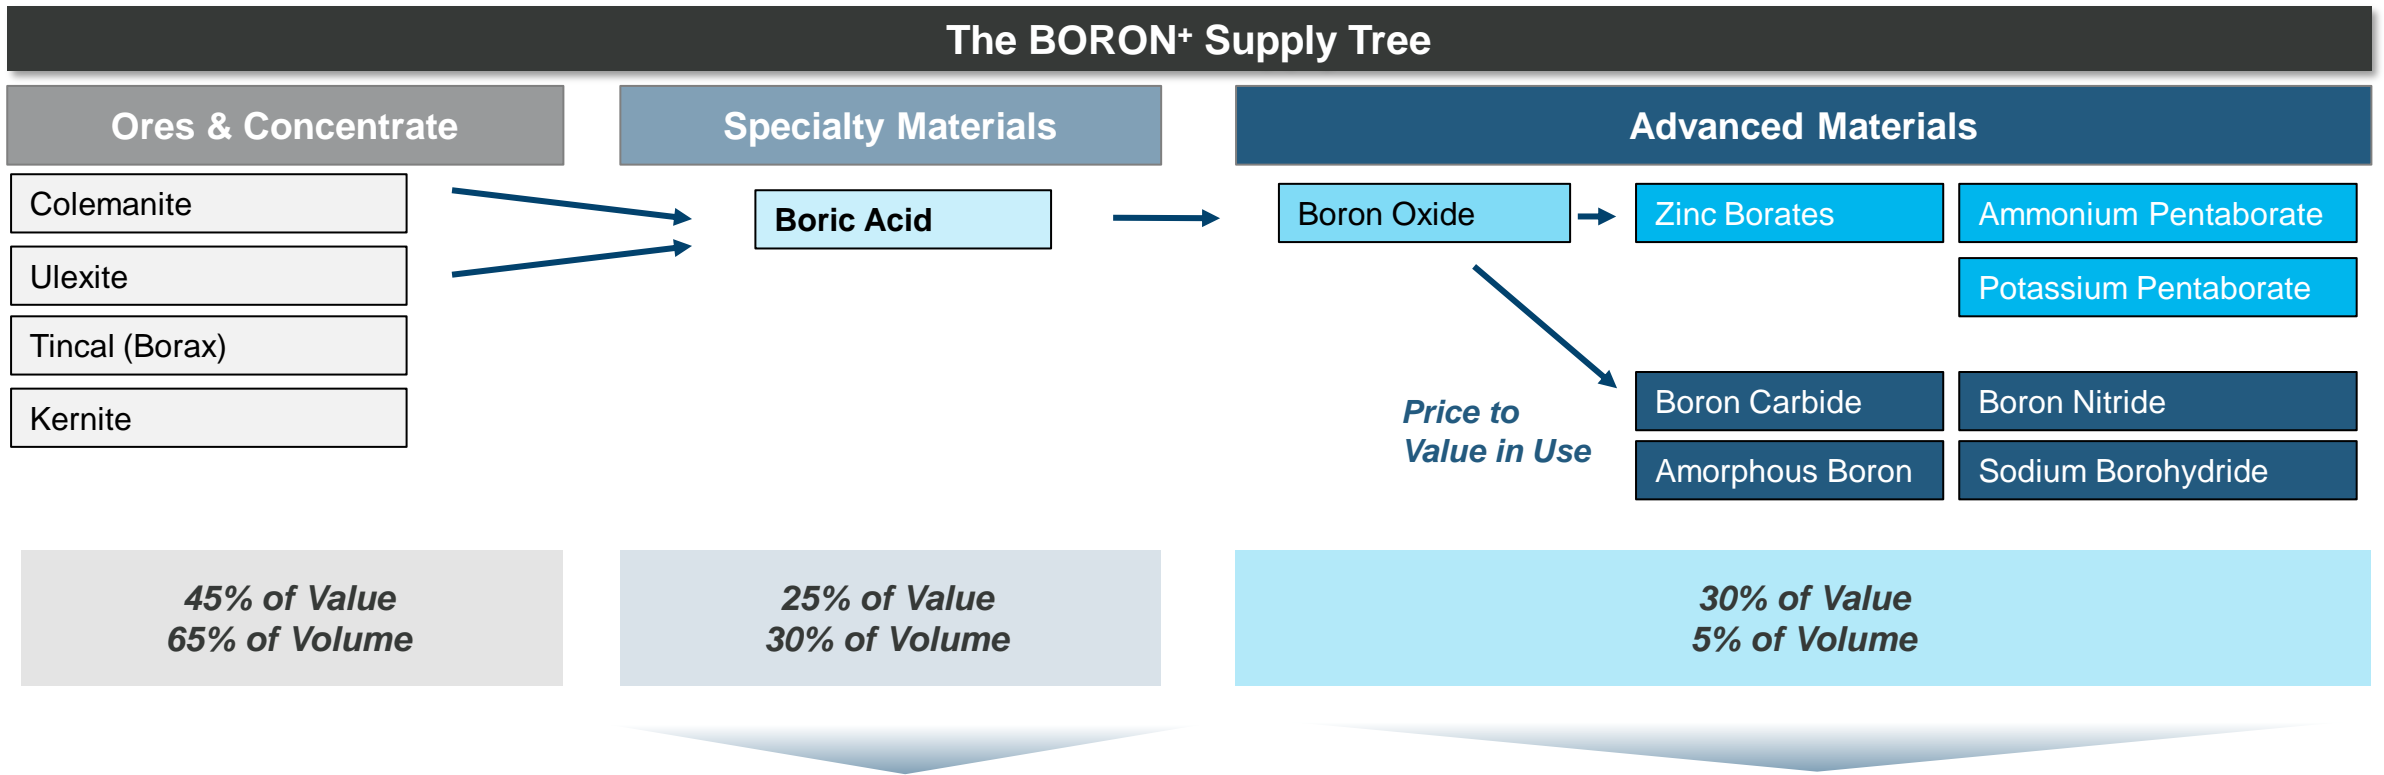 The BORON⁺ Supply Tree
Ores & Concentrate
Specialty Materials
Advanced Materials
Colemanite
Ulexite
Tincal (Borax)
Kernite
Boric Acid
Boron Oxide
Zinc Borates
Ammonium Pentaborate
Potassium Pentaborate
Price to
Value in Use
Boron Carbide
Boron Nitride
Amorphous Boron
Sodium Borohydride
45% of Value
65% of Volume
25% of Value
30% of Volume
30% of Value
5% of Volume